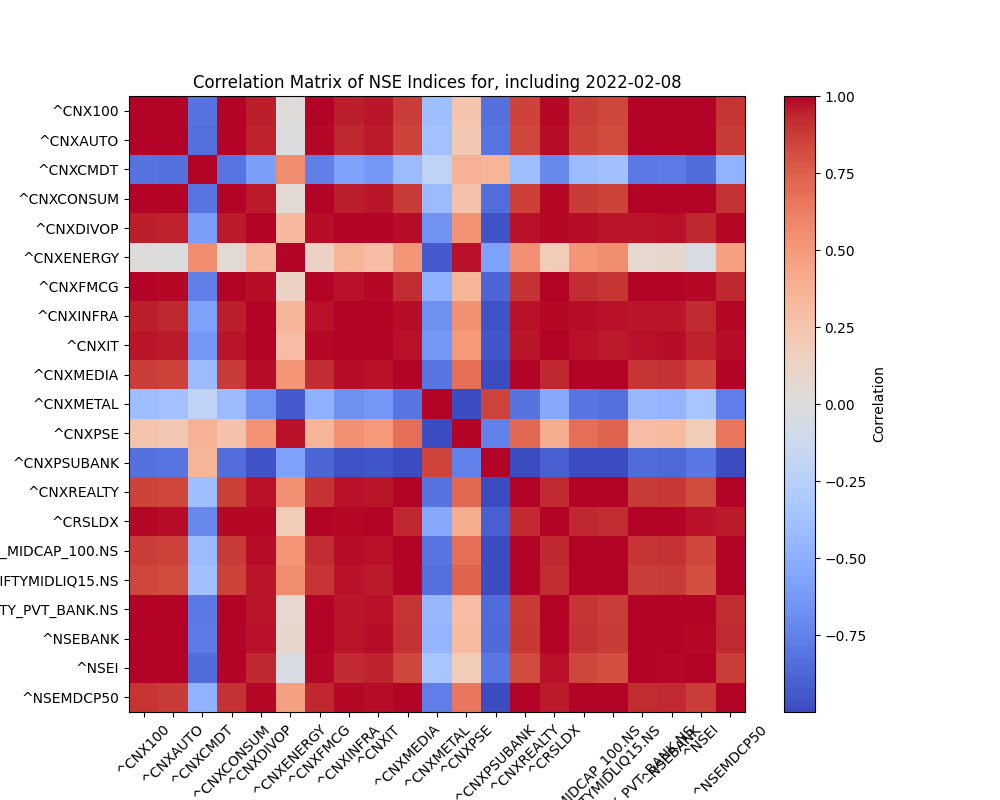 Correlation Matrix of NSE Indices for, including 2022-02-08
^CNX100
^CNXAUTO
^CNXCMDT
^CNXCONSUM
^CNXDIVOP
^CNXENERGY
^CNXFMCG
^CNXINFRA
^CNXIT
^CNXMEDIA
^CNXMETAL
^CNXPSE
^CNXPSUBANK
^CNXREALTY
^CRSLDX
_MIDCAP_100.NS
IFTYMIDLIQ15.NS
TY_PVT_BANK.NS
^NSEBANK
^NSEI
^NSEMDCP50
^CNX100
^CNXAUTO
^CNXCMDT
^CNXCONSUM
^CNXDIVOP
^CNXENERGY
^CNXFMCG
^CNXINFRA
^CNXIT
^CNXMEDIA
^CNXMETAL
^CNXPSE
^CNXPSUBANK
^CNXREALTY
^CRSLDX
MIDCAP_100.NS
TYMIDLIQ15.NS
PVT_BANK.NS
^NSEBANK
^NSEI
^NSEMDCP50
1.00
0.75
0.50
0.25
0.00
−0.25
−0.50
−0.75
Correlation